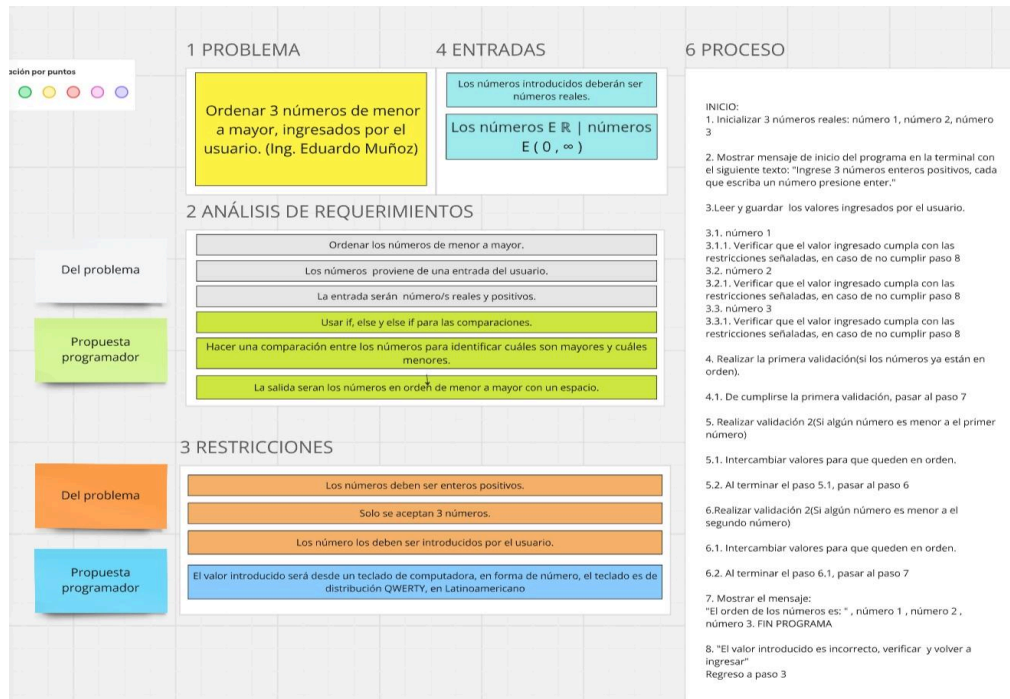 ación por puntos
1 PROBLEMA
Ordenar 3 números de menor
a mayor, ingresados por el
usuario. (Ing. Eduardo Muñoz)
4 ENTRADAS
Los números introducidos deberán ser
números reales.
Los números E ℝ | números
E ( 0 , ∞ )
2 ANÁLISIS DE REQUERIMIENTOS
Del problema
Ordenar los números de menor a mayor.
Los números proviene de una entrada del usuario.
La entrada serán número/s reales y positivos.
Propuesta
programador
Usar if, else y else if para las comparaciones.
Hacer una comparación entre los números para identificar cuáles son mayores y cuáles
menores.
La salida seran los números en orden de menor a mayor con un espacio.
3 RESTRICCIONES
Del problema
Los números deben ser enteros positivos.
Solo se aceptan 3 números.
Los número los deben ser introducidos por el usuario.
Propuesta
programador
El valor introducido será desde un teclado de computadora, en forma de número, el teclado es de
distribución QWERTY, en Latinoamericano
6 PROCESO
INICIO:
1. Inicializar 3 números reales: número 1, número 2, número
3
2. Mostrar mensaje de inicio del programa en la terminal con
el siguiente texto: "Ingrese 3 números enteros positivos, cada
que escriba un número presione enter."
3.Leer y guardar los valores ingresados por el usuario.
3.1. número 1
3.1.1. Verificar que el valor ingresado cumpla con las
restricciones señaladas, en caso de no cumplir paso 8
3.2. número 2
3.2.1. Verificar que el valor ingresado cumpla con las
restricciones señaladas, en caso de no cumplir paso 8
3.3. número 3
3.3.1. Verificar que el valor ingresado cumpla con las
restricciones señaladas, en caso de no cumplir paso 8
4. Realizar la primera validación(si los números ya están en
orden).
4.1. De cumplirse la primera validación, pasar al paso 7
5. Realizar validación 2(Si algún número es menor a el primer
número)
5.1. Intercambiar valores para que queden en orden.
5.2. Al terminar el paso 5.1, pasar al paso 6
6.Realizar validación 2(Si algún número es menor a el
segundo número)
6.1. Intercambiar valores para que queden en orden.
6.2. Al terminar el paso 6.1, pasar al paso 7
7. Mostrar el mensaje:
"El orden de los números es: " , número 1 , número 2 ,
número 3. FIN PROGRAMA
8. "El valor introducido es incorrecto, verificar y volver a
ingresar"
Regreso a paso 3